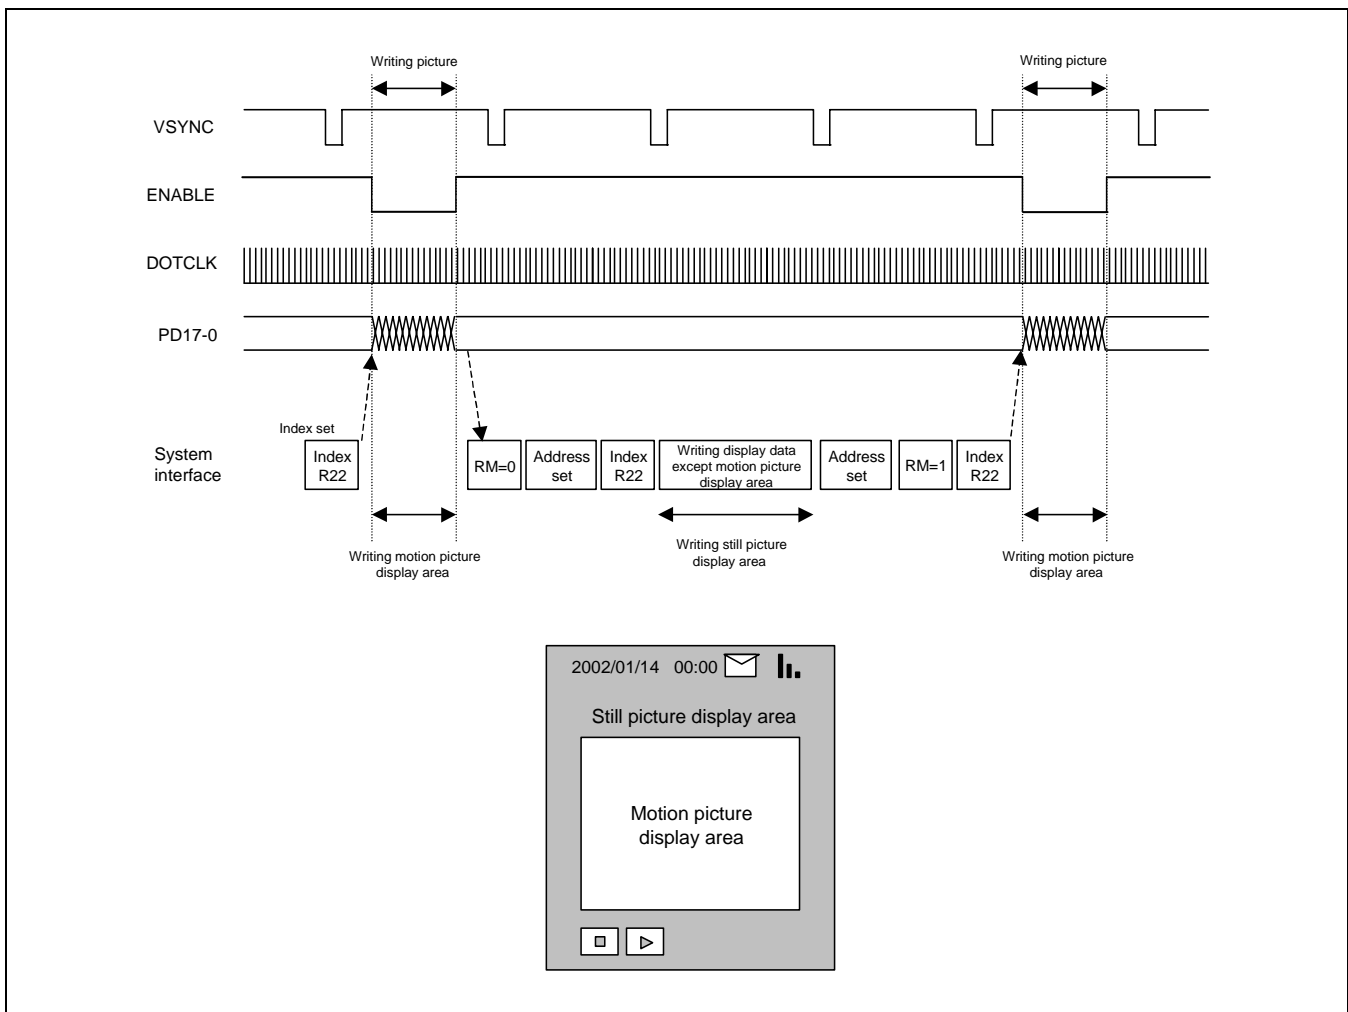 Writing picture
Writing picture
VSYNC
ENABLE
DOTCLK
PD17-0
Index set
System
interface
Index
R22
RM=0
Address
set
Index
R22
Writing display data
except motion picture
display area
Address
set
RM=1
Index
R22
Writing motion picture
display area
Writing still picture
display area
Writing motion picture
display area
2002/01/14 00:00
Still picture display area
Motion picture
display area